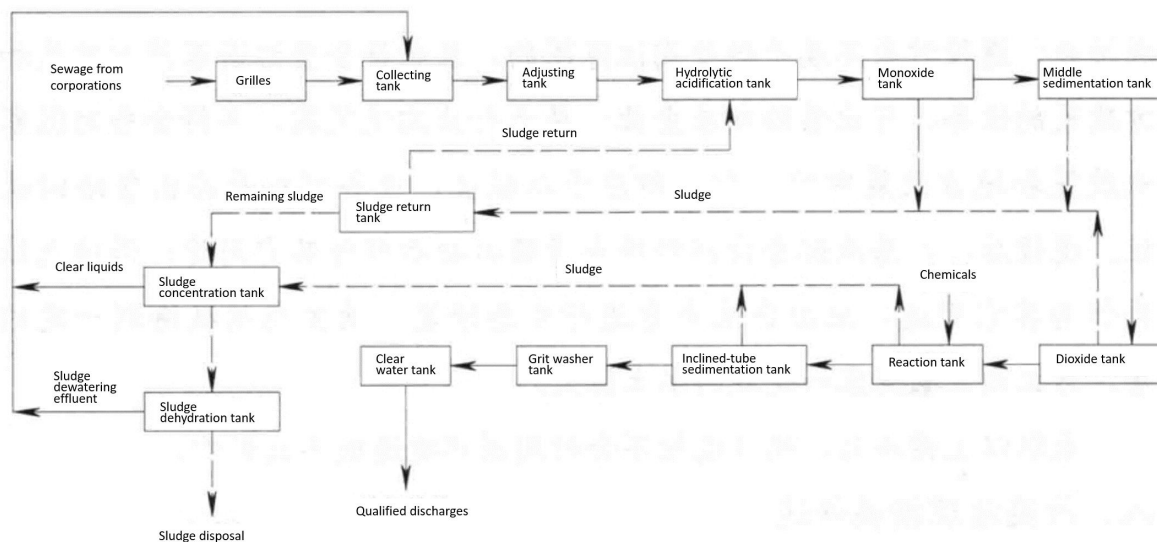 Sewage from
corporations
Grilles
Collecting
tank
Adjusting
tank
Hydrolytic
acidification tank
Monoxide
tank
Middle
sedimentation tank
Sludge return
Remaining sludge
Sludge return
tank
Sludge
Clear liquids
Sludge
concentration tank
Sludge
Chemicals
Clear
water tank
Grit washer
tank
Inclined-tube
sedimentation tank
Reaction tank
Dioxide tank
Sludge
dewatering
effluent
Sludge
dehydration tank
Qualified discharges
Sludge disposal